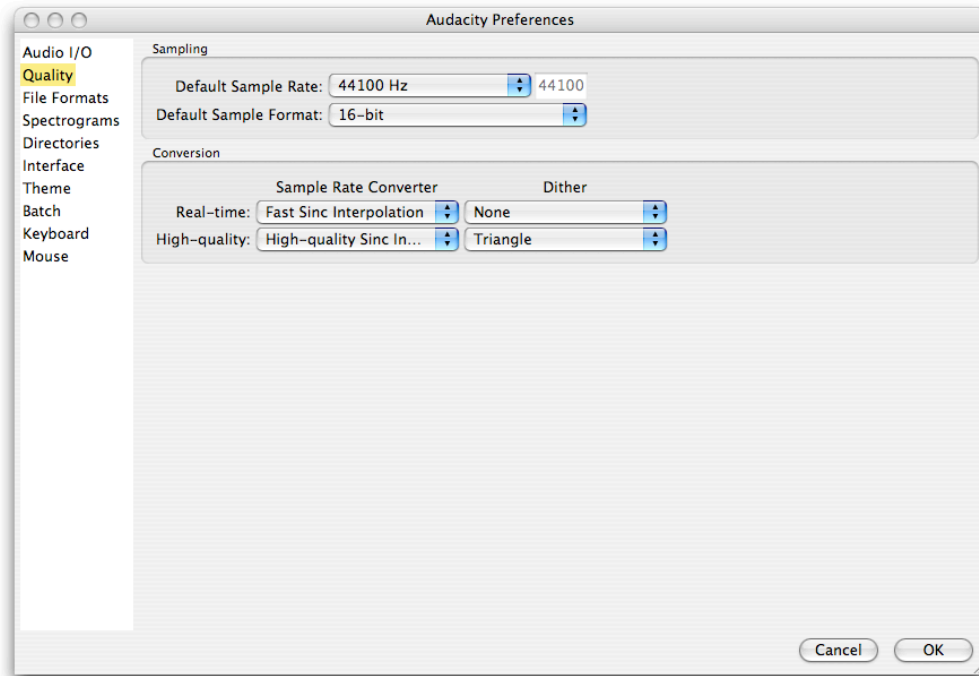 Audacity Preferences
Audio I/O
Quality
File Formats
Spectrograms
Directories
Interface
Theme
Batch
Keyboard
Mouse
Sampling
Default Sample Rate: 44100 Hz 44100
Default Sample Format: 16-bit
Conversion
Sample Rate Converter Dither
Real-time: Fast Sinc Interpolation None
High-quality: High-quality Sinc In... Triangle
Cancel OK